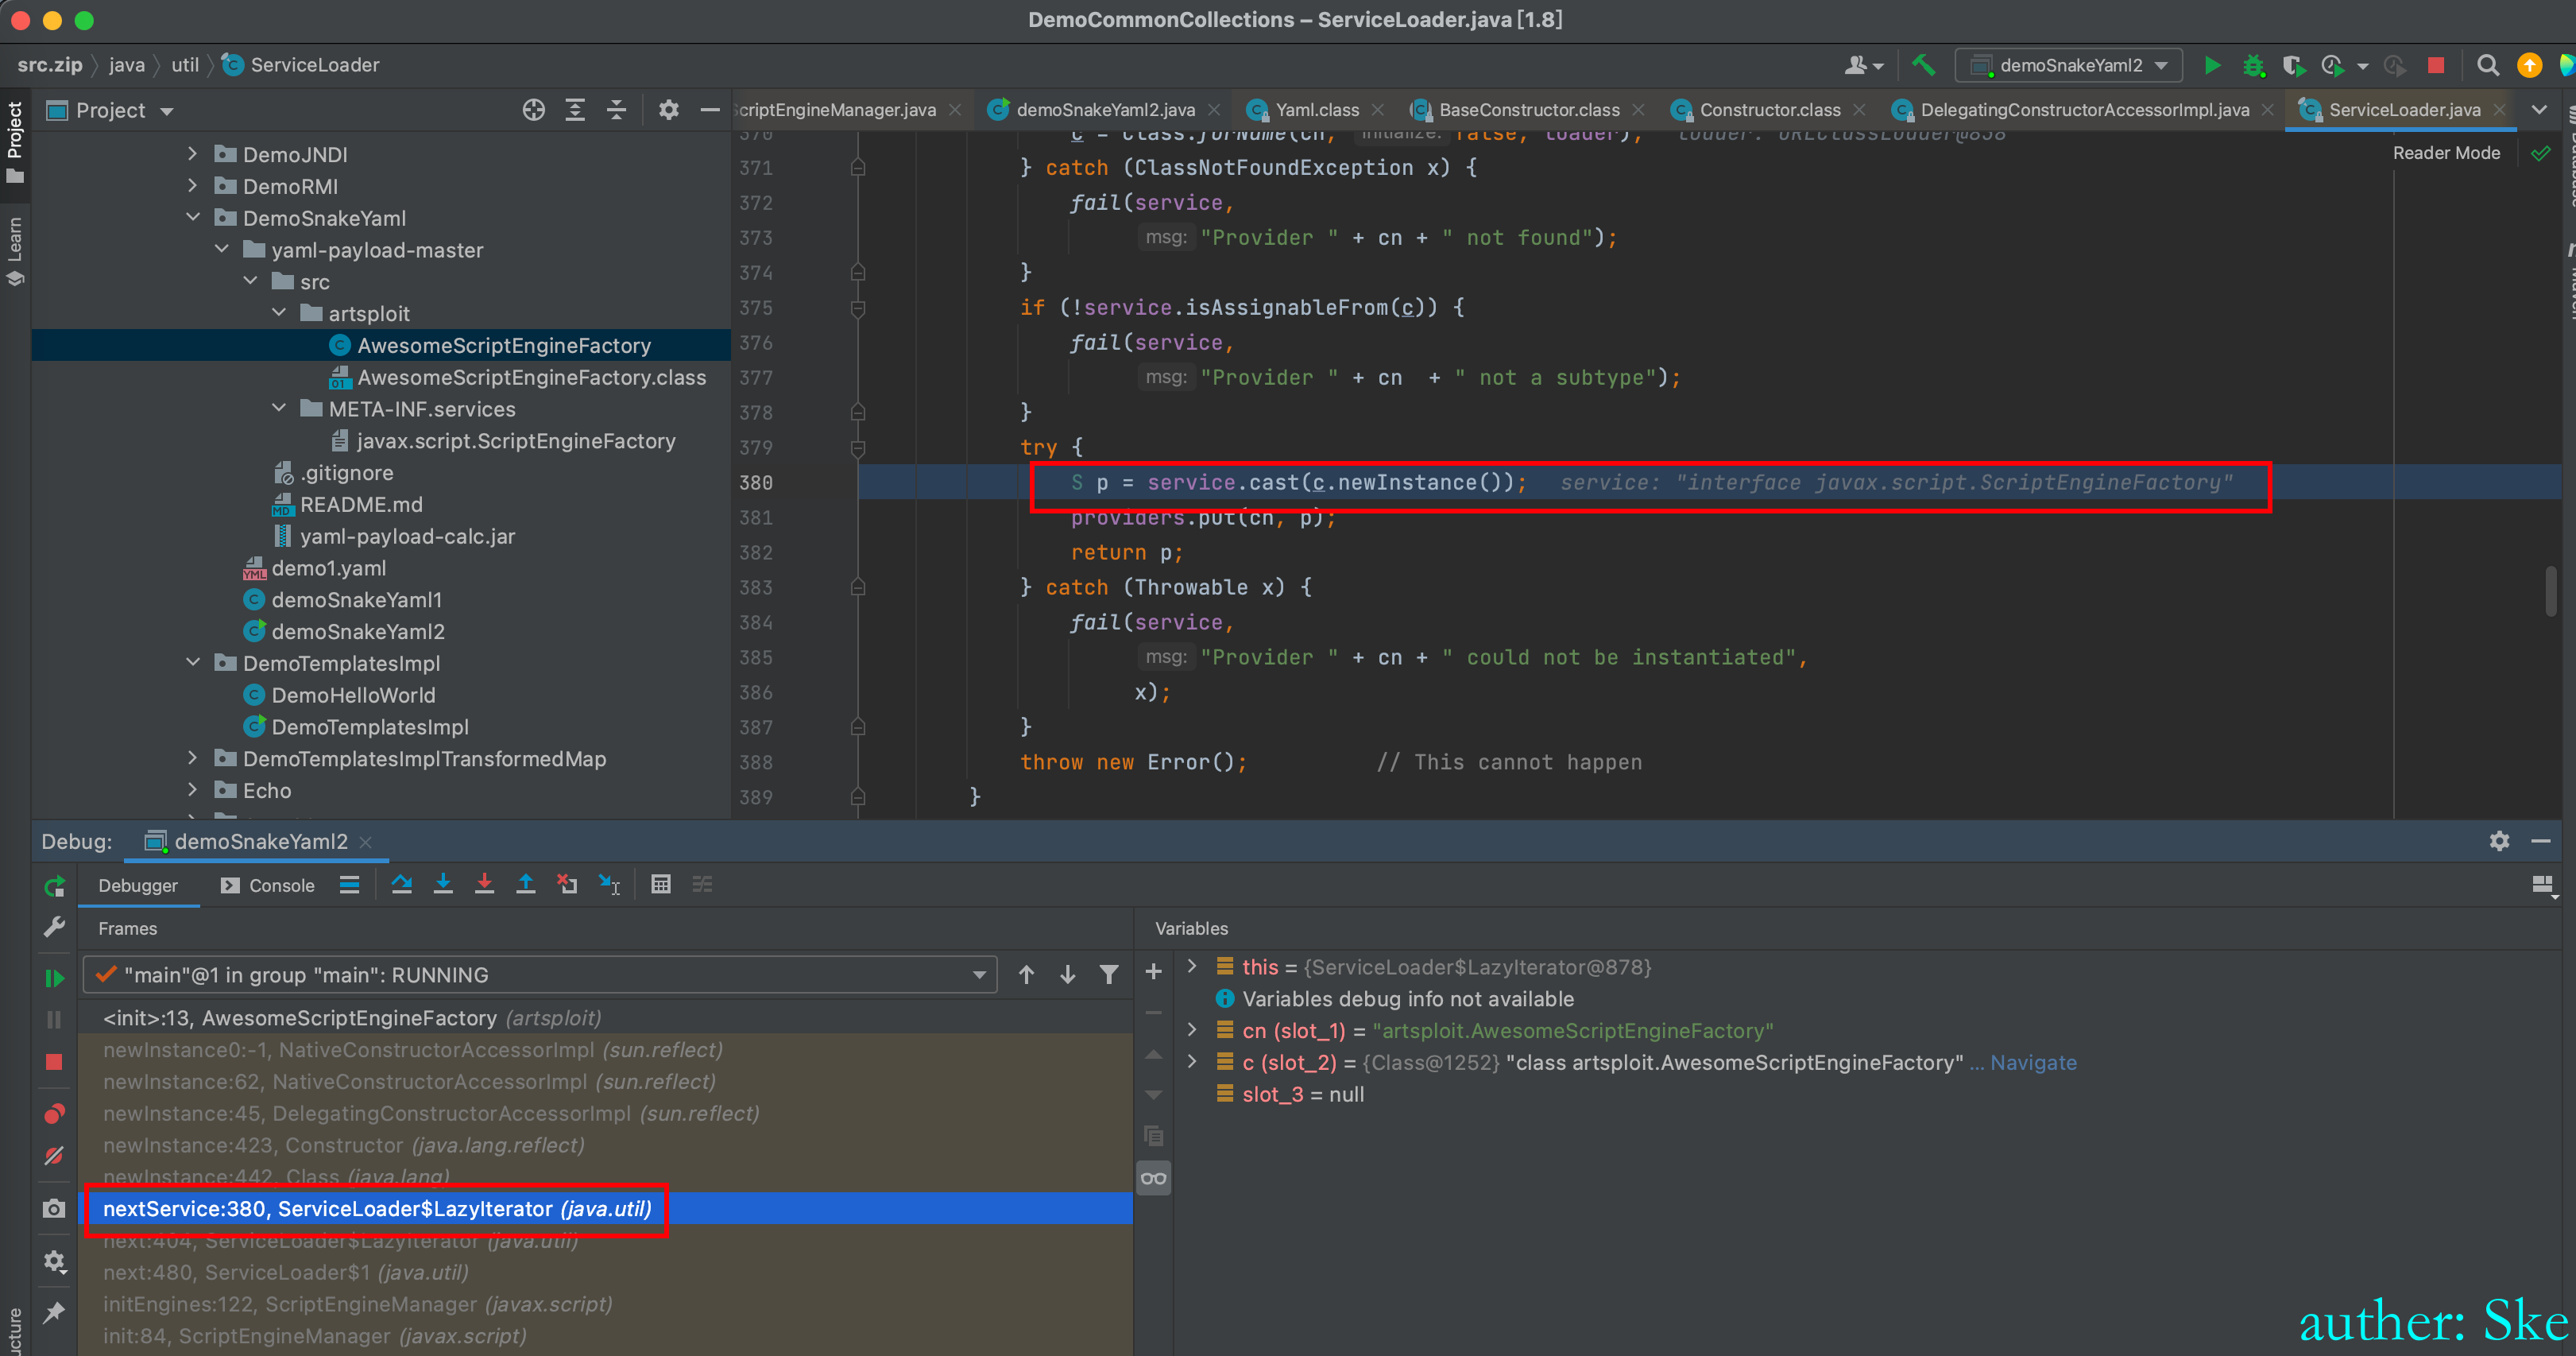 DemoCommonCollections – ServiceLoader.java [1.8]
src.zip java util ServiceLoader
demoSnakeYaml2
Project
Project
Learn
ScriptEngineManager.java
demoSnakeYaml2.java
Yaml.class
BaseConstructor.class
Constructor.class
DelegatingConstructorAccessorImpl.java
ServiceLoader.java
DemoJNDI
DemoRMI
DemoSnakeYaml
yaml-payload-master
src
artsploit
AwesomeScriptEngineFactory
AwesomeScriptEngineFactory.class
META-INF.services
javax.script.ScriptEngineFactory
.gitignore
README.md
yaml-payload-calc.jar
demo1.yaml
demoSnakeYaml1
demoSnakeYaml2
DemoTemplatesImpl
DemoHelloWorld
DemoTemplatesImpl
DemoTemplatesImplTransformedMap
Echo
Reader Mode
370 c = Class.forName(cn, initialize: false, loader); loader: URLClassLoader@858
371 } catch (ClassNotFoundException x) {
372 fail(service,
373 msg: "Provider " + cn + " not found");
374 }
375 if (!service.isAssignableFrom(c)) {
376 fail(service,
377 msg: "Provider " + cn  + " not a subtype");
378 }
379 try {
380 S p = service.cast(c.newInstance()); service: "interface javax.script.ScriptEngineFactory"
381 providers.put(cn, p);
382 return p;
383 } catch (Throwable x) {
384 fail(service,
385 msg: "Provider " + cn + " could not be instantiated",
386 x);
387 }
388 throw new Error(); // This cannot happen
389 }
Debug: demoSnakeYaml2
Debugger Console
Frames
"main"@1 in group "main": RUNNING
<init>:13, AwesomeScriptEngineFactory (artsploit)
newInstance0:-1, NativeConstructorAccessorImpl (sun.reflect)
newInstance:62, NativeConstructorAccessorImpl (sun.reflect)
newInstance:45, DelegatingConstructorAccessorImpl (sun.reflect)
newInstance:423, Constructor (java.lang.reflect)
newInstance:442, Class (java.lang)
nextService:380, ServiceLoader$LazyIterator (java.util)
next:404, ServiceLoader$LazyIterator (java.util)
next:480, ServiceLoader$1 (java.util)
initEngines:122, ScriptEngineManager (javax.script)
init:84, ScriptEngineManager (javax.script)
Variables
this = {ServiceLoader$LazyIterator@878}
Variables debug info not available
cn (slot_1) = "artsploit.AwesomeScriptEngineFactory"
c (slot_2) = {Class@1252} "class artsploit.AwesomeScriptEngineFactory" ... Navigate
slot_3 = null
auther: Ske